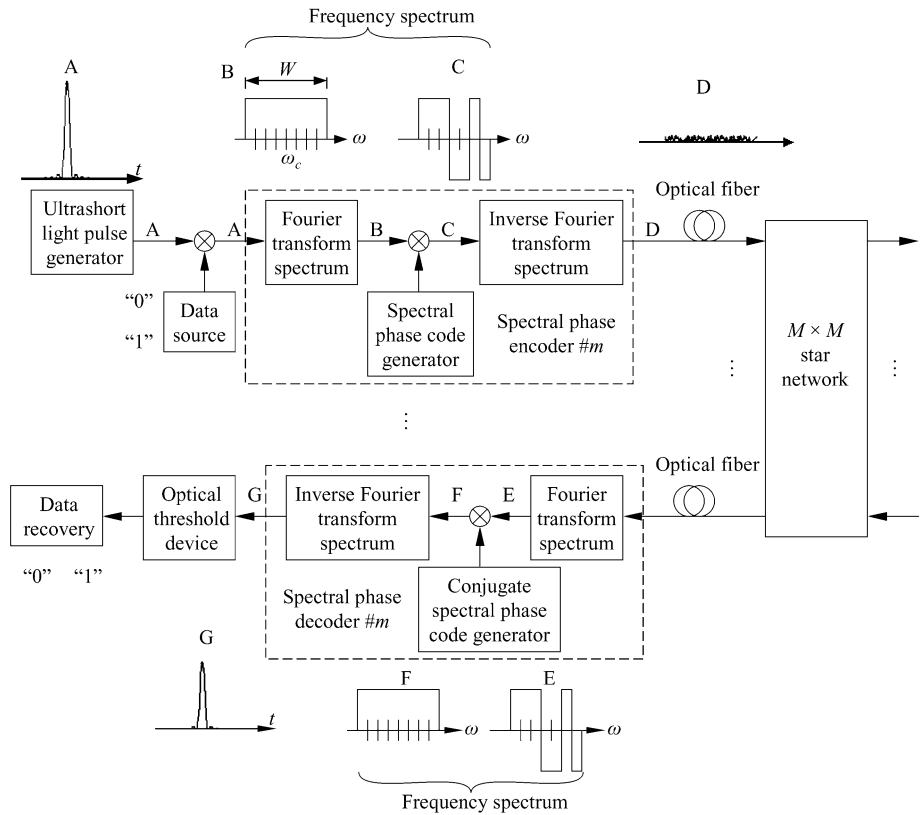 Frequency spectrum
A
B
W
C
D
ω
ω
ω_c
t
Ultrashort
light pulse
generator
A
A
Fourier
transform
spectrum
B
C
Inverse Fourier
transform
spectrum
D
Optical fiber
"0"
"1"
Data
source
Spectral
phase code
generator
Spectral phase
encoder #m
M × M
star
network
⋮
⋮
⋮
Optical fiber
Data
recovery
"0" "1"
Optical
threshold
device
G
Inverse Fourier
transform
spectrum
F
E
Fourier
transform
spectrum
Spectral phase
decoder #m
Conjugate
spectral phase
code generator
G
t
F
E
ω
ω
Frequency spectrum